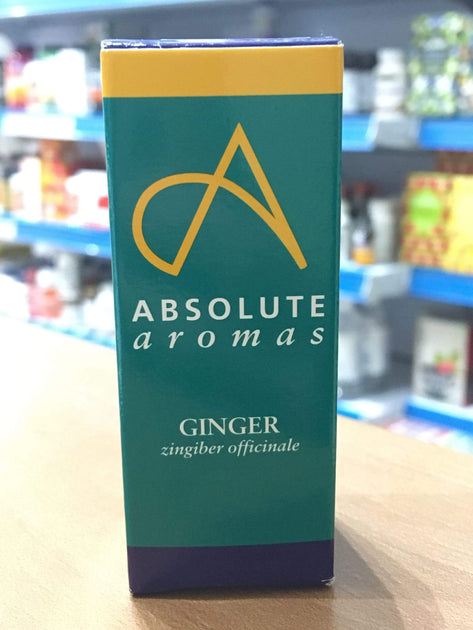 ABSOLUTE
aromas
GINGER
zingiber officinale